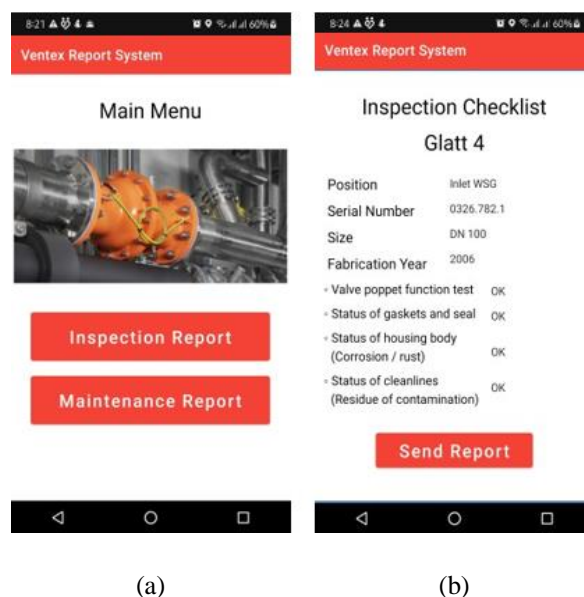 8:21
60%
Ventex Report System
Main Menu
Inspection Report
Maintenance Report
(a)
8:24
60%
Ventex Report System
Inspection Checklist
Glatt 4
Position Inlet WSG
Serial Number 0326.782.1
Size DN 100
Fabrication Year 2006
◦ Valve poppet function test OK
◦ Status of gaskets and seal OK
◦ Status of housing body
(Corrosion / rust) OK
◦ Status of cleanlines
(Residue of contamination) OK
Send Report
(b)